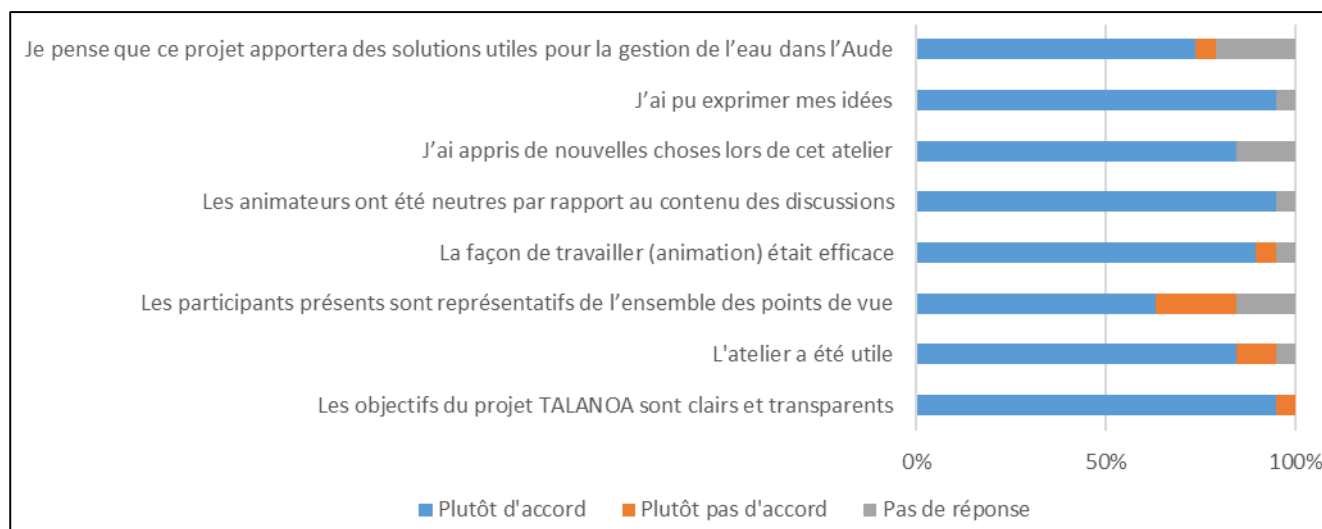 Je pense que ce projet apportera des solutions utiles pour la gestion de l’eau dans l’Aude
J’ai pu exprimer mes idées
J’ai appris de nouvelles choses lors de cet atelier
Les animateurs ont été neutres par rapport au contenu des discussions
La façon de travailler (animation) était efficace
Les participants présents sont représentatifs de l’ensemble des points de vue
L'atelier a été utile
Les objectifs du projet TALANOA sont clairs et transparents
0% 50% 100%
Plutôt d'accord Plutôt pas d'accord Pas de réponse